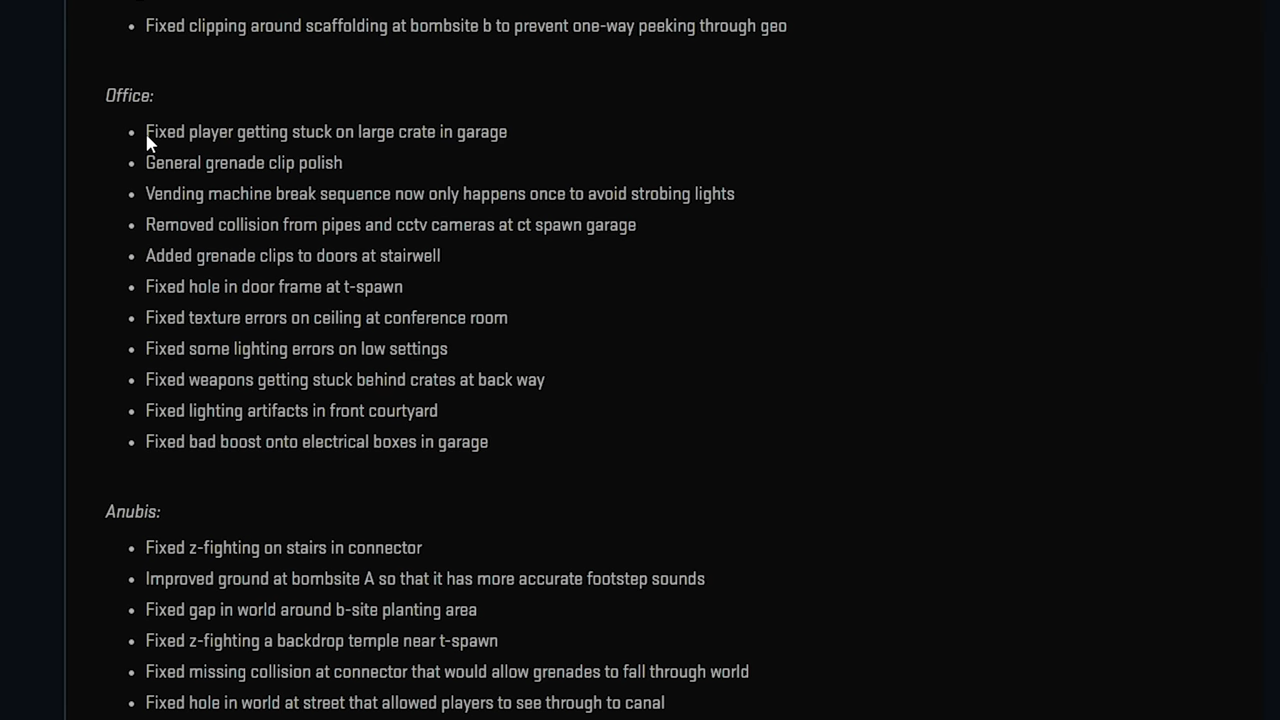 Fixed clipping around scaffolding at bombsite b to prevent one-way peeking through geo
Office:
Fixed player getting stuck on large crate in garage
General grenade clip polish
Vending machine break sequence now only happens once to avoid strobing lights
Removed collision from pipes and cctv cameras at ct spawn garage
Added grenade clips to doors at stairwell
Fixed hole in door frame at t-spawn
Fixed texture errors on ceiling at conference room
Fixed some lighting errors on low settings
Fixed weapons getting stuck behind crates at back way
Fixed lighting artifacts in front courtyard
Fixed bad boost onto electrical boxes in garage
Anubis:
Fixed z-fighting on stairs in connector
Improved ground at bombsite A so that it has more accurate footstep sounds
Fixed gap in world around b-site planting area
Fixed z-fighting a backdrop temple near t-spawn
Fixed missing collision at connector that would allow grenades to fall through world
Fixed hole in world at street that allowed players to see through to canal